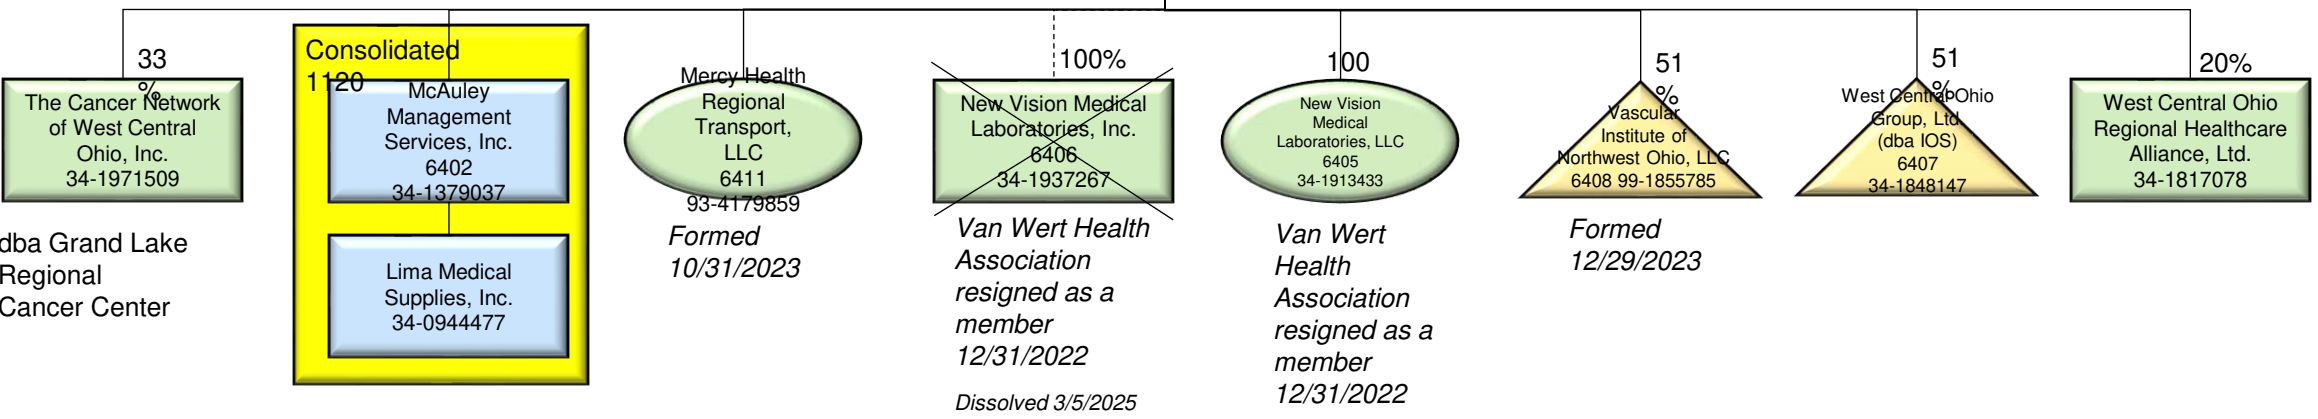 33
%
The Cancer Network
of West Central
Ohio, Inc.
34-1971509
dba Grand Lake
Regional
Cancer Center
Consolidated
1120
McAuley
Management
Services, Inc.
6402
34-1379037
Lima Medical
Supplies, Inc.
34-0944477
Mercy Health
Regional
Transport,
LLC
6411
93-4179859
Formed
10/31/2023
100%
New Vision Medical
Laboratories, Inc.
6406
34-1937267
Van Wert Health
Association
resigned as a
member
12/31/2022
Dissolved 3/5/2025
100
New Vision
Medical
Laboratories, LLC
6405
34-1913433
Van Wert
Health
Association
resigned as a
member
12/31/2022
51
%
Vascular
Institute of
Northwest Ohio, LLC
6408 99-1855785
Formed
12/29/2023
51
%
West Central Ohio
Group, Ltd
(dba IOS)
6407
34-1848147
20%
West Central Ohio
Regional Healthcare
Alliance, Ltd.
34-1817078